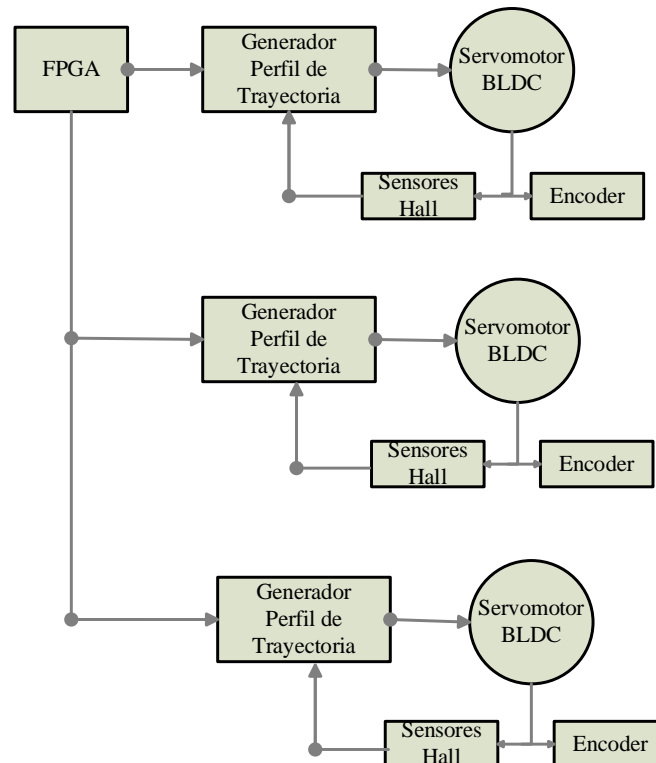 FPGA
Generador
Perfil de
Trayectoria
Servomotor
BLDC
Sensores
Hall
Encoder
Generador
Perfil de
Trayectoria
Servomotor
BLDC
Sensores
Hall
Encoder
Generador
Perfil de
Trayectoria
Servomotor
BLDC
Sensores
Hall
Encoder